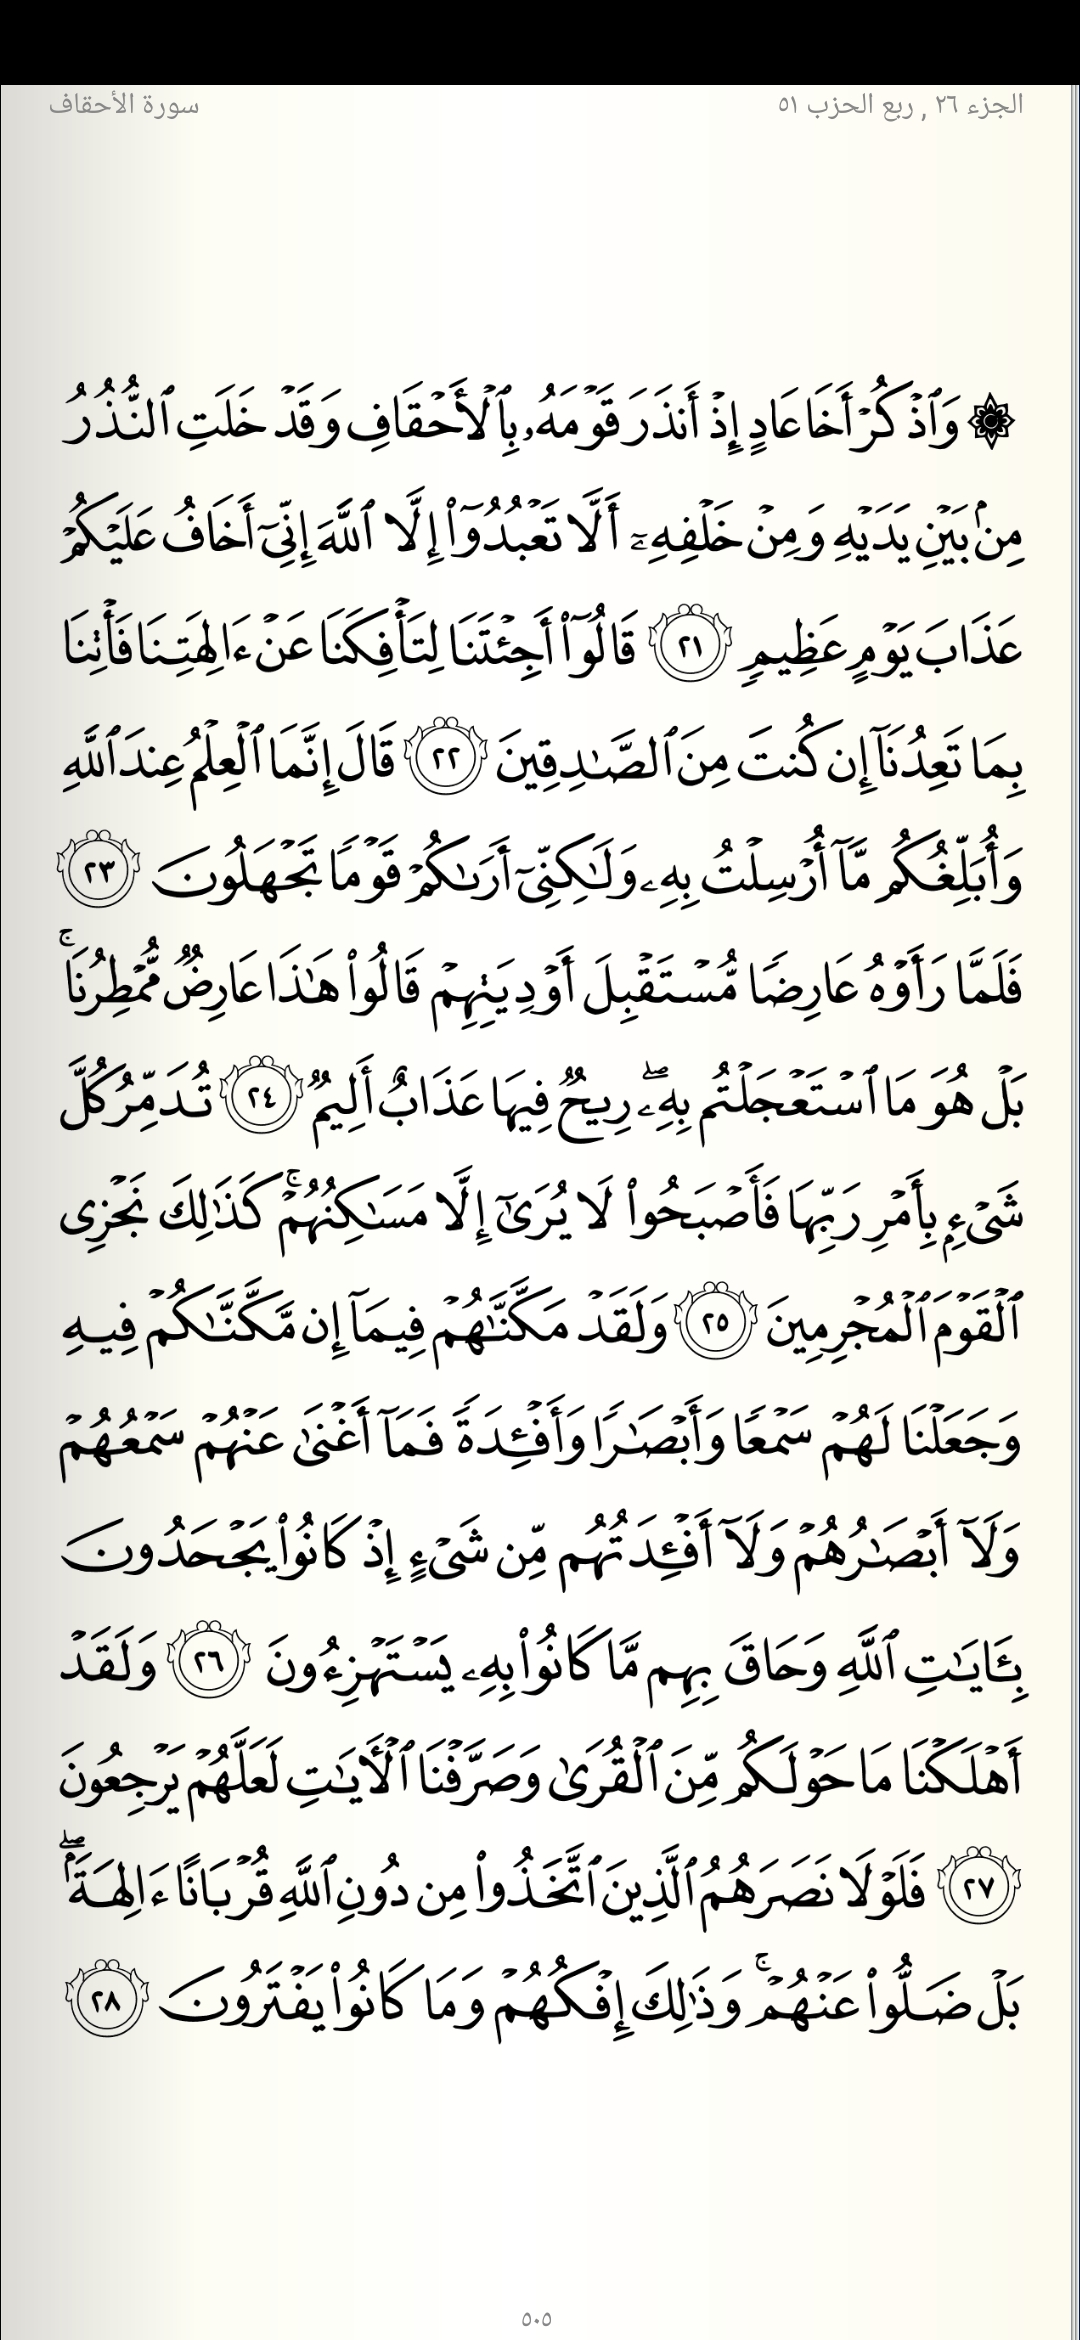 الجزء ٢٦ , ربع الحزب ٥١
سورة الأحقاف
۞ وَٱذۡكُرۡ أَخَا عَادٍ إِذۡ أَنذَرَ قَوۡمَهُۥ بِٱلۡأَحۡقَافِ وَقَدۡ خَلَتِ ٱلنُّذُرُ
مِنۢ بَيۡنِ يَدَيۡهِ وَمِنۡ خَلۡفِهِۦٓ أَلَّا تَعۡبُدُوٓاْ إِلَّا ٱللَّهَ إِنِّيٓ أَخَافُ عَلَيۡكُمۡ
عَذَابَ يَوۡمٍ عَظِيمٖ ٢١ قَالُوٓاْ أَجِئۡتَنَا لِتَأۡفِكَنَا عَنۡ ءَالِهَتِنَا فَأۡتِنَا
بِمَا تَعِدُنَآ إِن كُنتَ مِنَ ٱلصَّٰدِقِينَ ٢٢ قَالَ إِنَّمَا ٱلۡعِلۡمُ عِندَ ٱللَّهِ
وَأُبَلِّغُكُم مَّآ أُرۡسِلۡتُ بِهِۦ وَلَٰكِنِّيٓ أَرَىٰكُمۡ قَوۡمٗا تَجۡهَلُونَ ٢٣
فَلَمَّا رَأَوۡهُ عَارِضٗا مُّسۡتَقۡبِلَ أَوۡدِيَتِهِمۡ قَالُواْ هَٰذَا عَارِضٞ مُّمۡطِرُنَاۚ
بَلۡ هُوَ مَا ٱسۡتَعۡجَلۡتُم بِهِۦۖ رِيحٞ فِيهَا عَذَابٌ أَلِيمٞ ٢٤ تُدَمِّرُ كُلَّ
شَيۡءِۭ بِأَمۡرِ رَبِّهَا فَأَصۡبَحُواْ لَا يُرَىٰٓ إِلَّا مَسَٰكِنُهُمۡۚ كَذَٰلِكَ نَجۡزِي
ٱلۡقَوۡمَ ٱلۡمُجۡرِمِينَ ٢٥ وَلَقَدۡ مَكَّنَّٰهُمۡ فِيمَآ إِن مَّكَّنَّٰكُمۡ فِيهِ
وَجَعَلۡنَا لَهُمۡ سَمۡعٗا وَأَبۡصَٰرٗا وَأَفۡـِٔدَةٗ فَمَآ أَغۡنَىٰ عَنۡهُمۡ سَمۡعُهُمۡ
وَلَآ أَبۡصَٰرُهُمۡ وَلَآ أَفۡـِٔدَتُهُم مِّن شَيۡءٍ إِذۡ كَانُواْ يَجۡحَدُونَ
بِـَٔايَٰتِ ٱللَّهِ وَحَاقَ بِهِم مَّا كَانُواْ بِهِۦ يَسۡتَهۡزِءُونَ ٢٦ وَلَقَدۡ
أَهۡلَكۡنَا مَا حَوۡلَكُم مِّنَ ٱلۡقُرَىٰ وَصَرَّفۡنَا ٱلۡأٓيَٰتِ لَعَلَّهُمۡ يَرۡجِعُونَ
٢٧ فَلَوۡلَا نَصَرَهُمُ ٱلَّذِينَ ٱتَّخَذُواْ مِن دُونِ ٱللَّهِ قُرۡبَانًا ءَالِهَةَۢۖ
بَلۡ ضَلُّواْ عَنۡهُمۡۚ وَذَٰلِكَ إِفۡكُهُمۡ وَمَا كَانُواْ يَفۡتَرُونَ ٢٨
٥٠٥